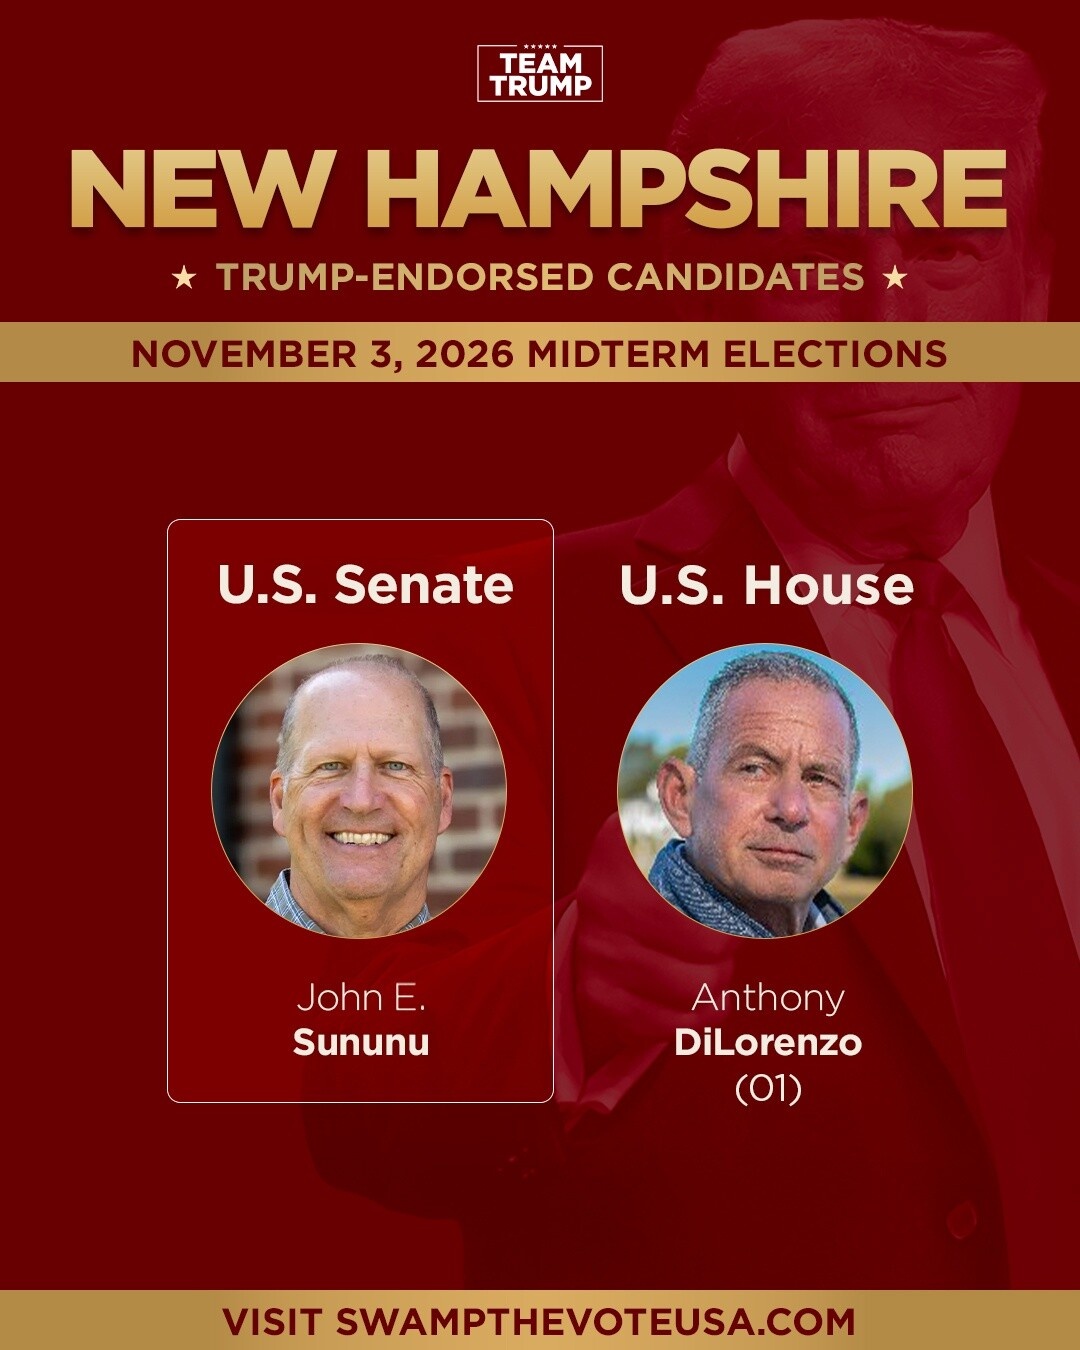 TEAM
TRUMP
NEW HAMPSHIRE
★ TRUMP-ENDORSED CANDIDATES ★
NOVEMBER 3, 2026 MIDTERM ELECTIONS
U.S. Senate
John E.
Sununu
U.S. House
Anthony
DiLorenzo
(01)
VISIT SWAMPTHEVOTEUSA.COM